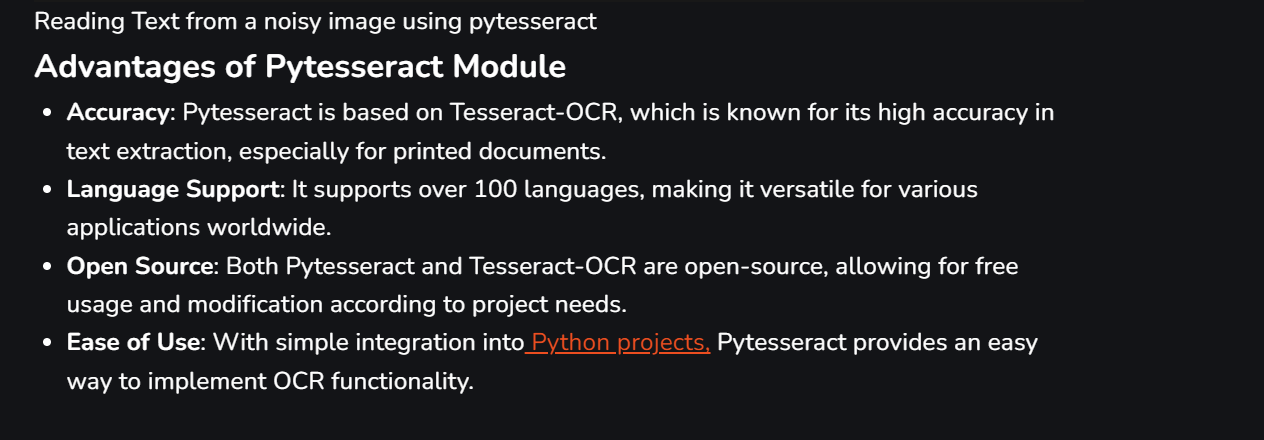 Reading Text from a noisy image using pytesseract
Advantages of Pytesseract Module
• Accuracy: Pytesseract is based on Tesseract-OCR, which is known for its high accuracy in
text extraction, especially for printed documents.
• Language Support: It supports over 100 languages, making it versatile for various
applications worldwide.
• Open Source: Both Pytesseract and Tesseract-OCR are open-source, allowing for free
usage and modification according to project needs.
• Ease of Use: With simple integration into Python projects, Pytesseract provides an easy
way to implement OCR functionality.